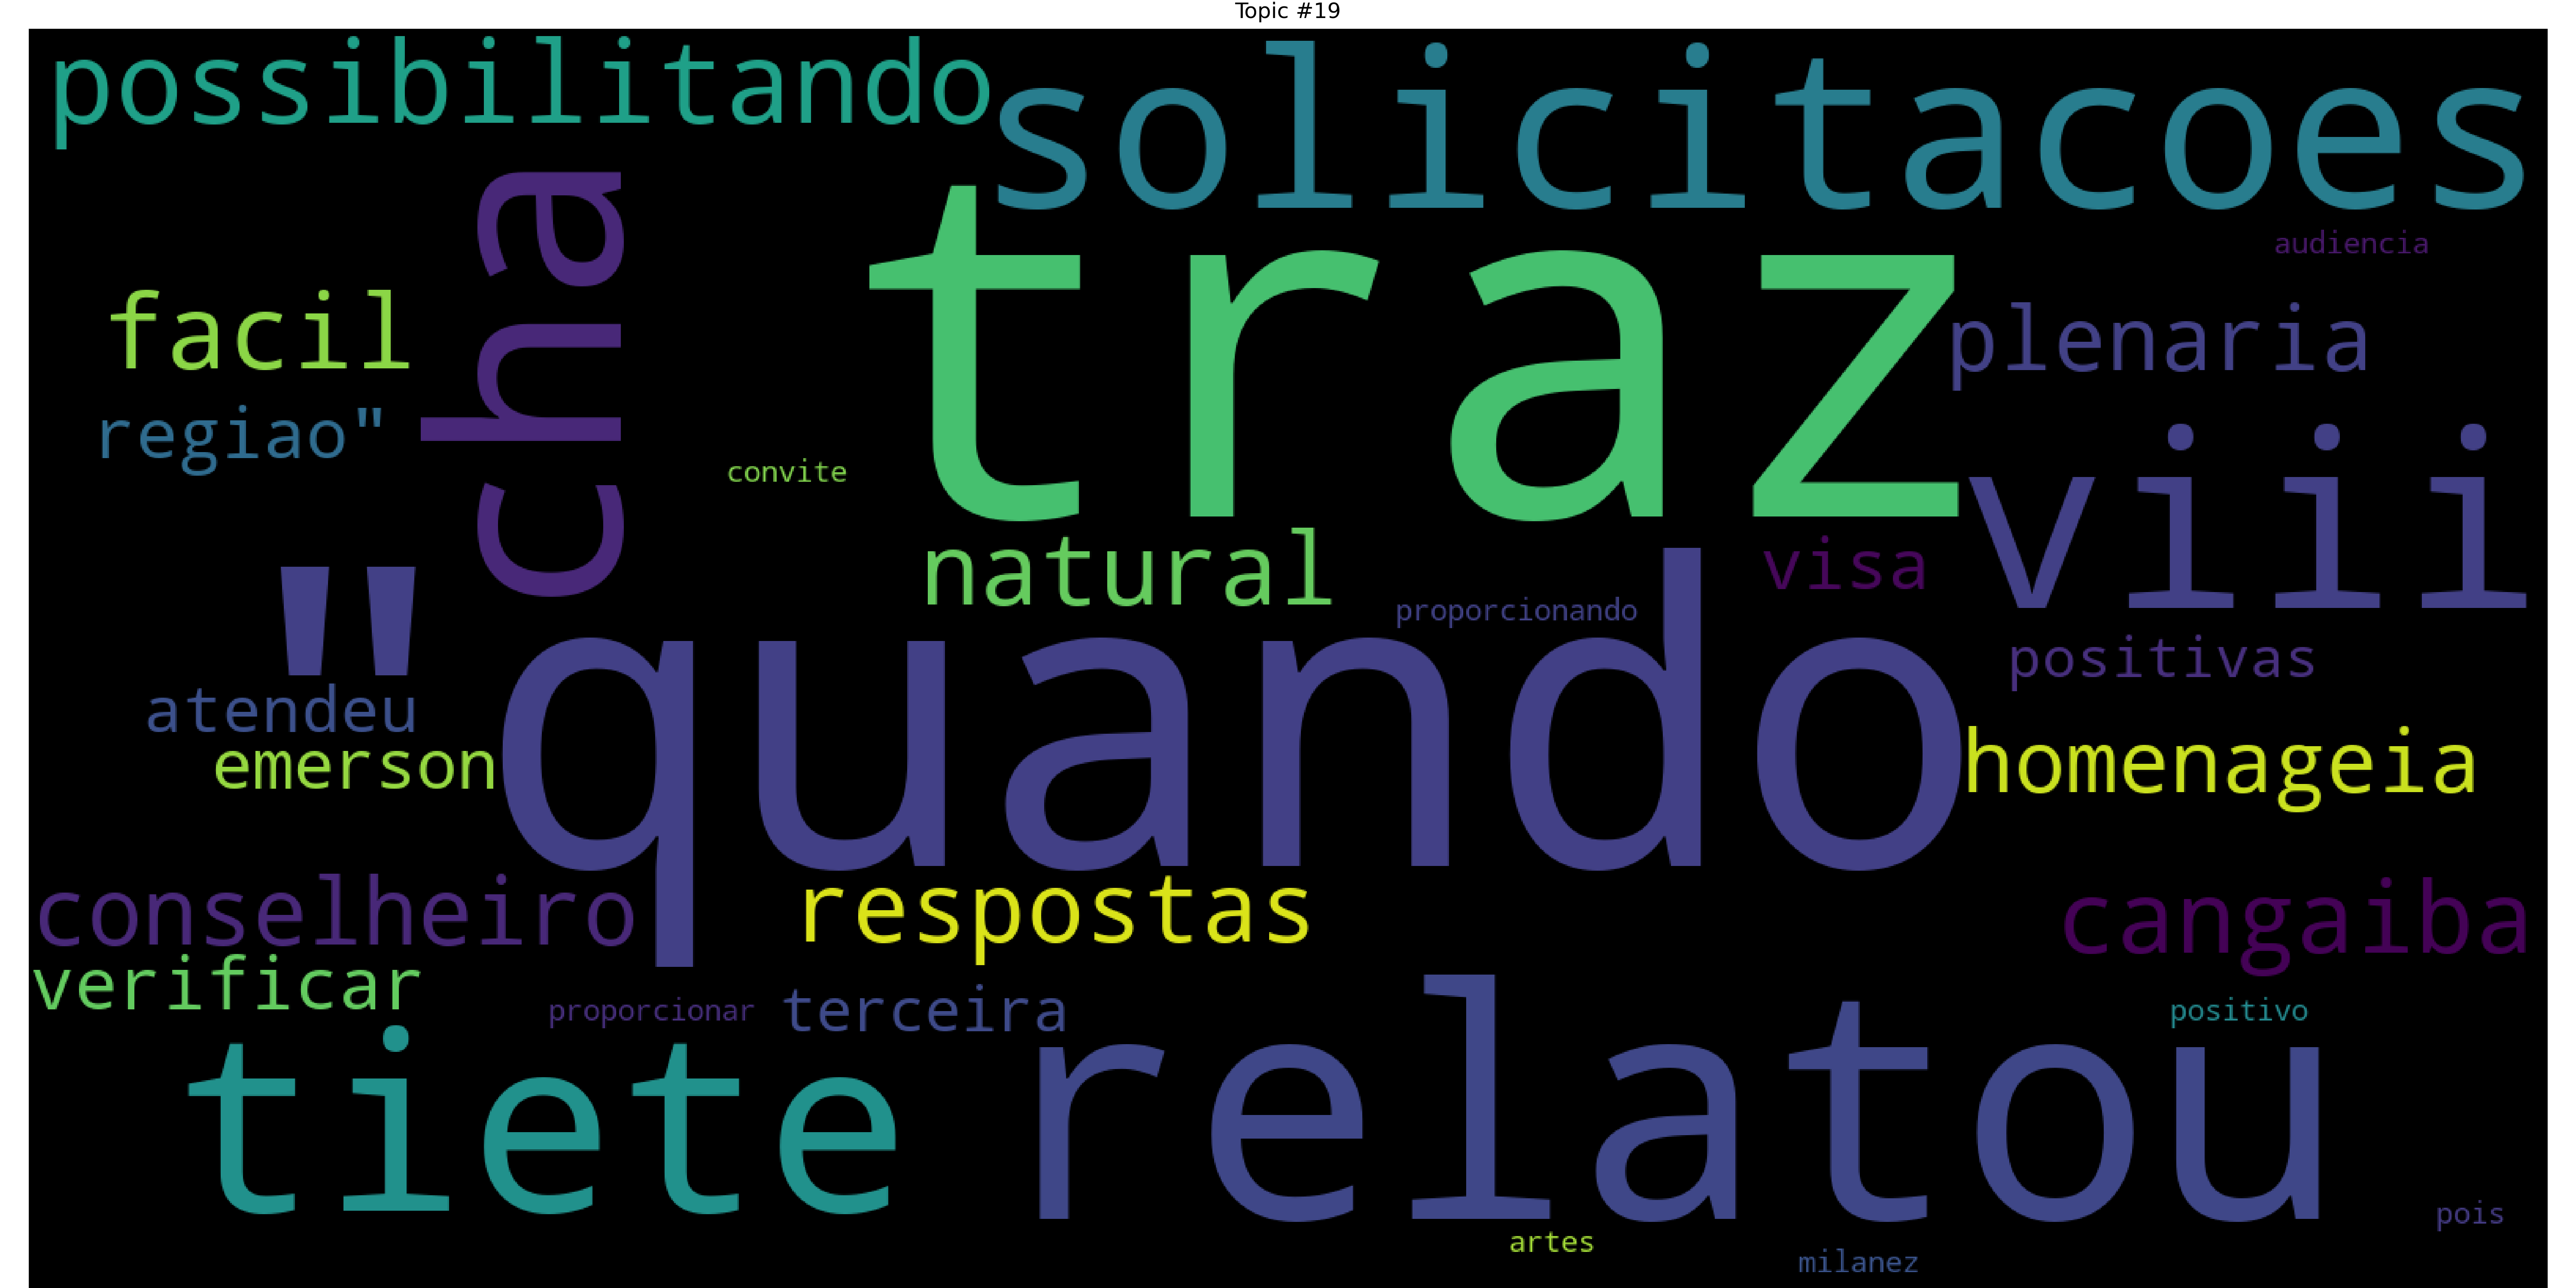 Topic #19
possibilitando
solicitacoes
cha
traz
audiencia
facil
plenaria
regiao"
convite
viii
natural
visa
"quando
proporcionando
positivas
atendeu
emerson
homenageia
conselheiro
respostas
cangaiba
verificar
proporcionar
terceira
positivo
tiete
relatou
pois
artes
milanez